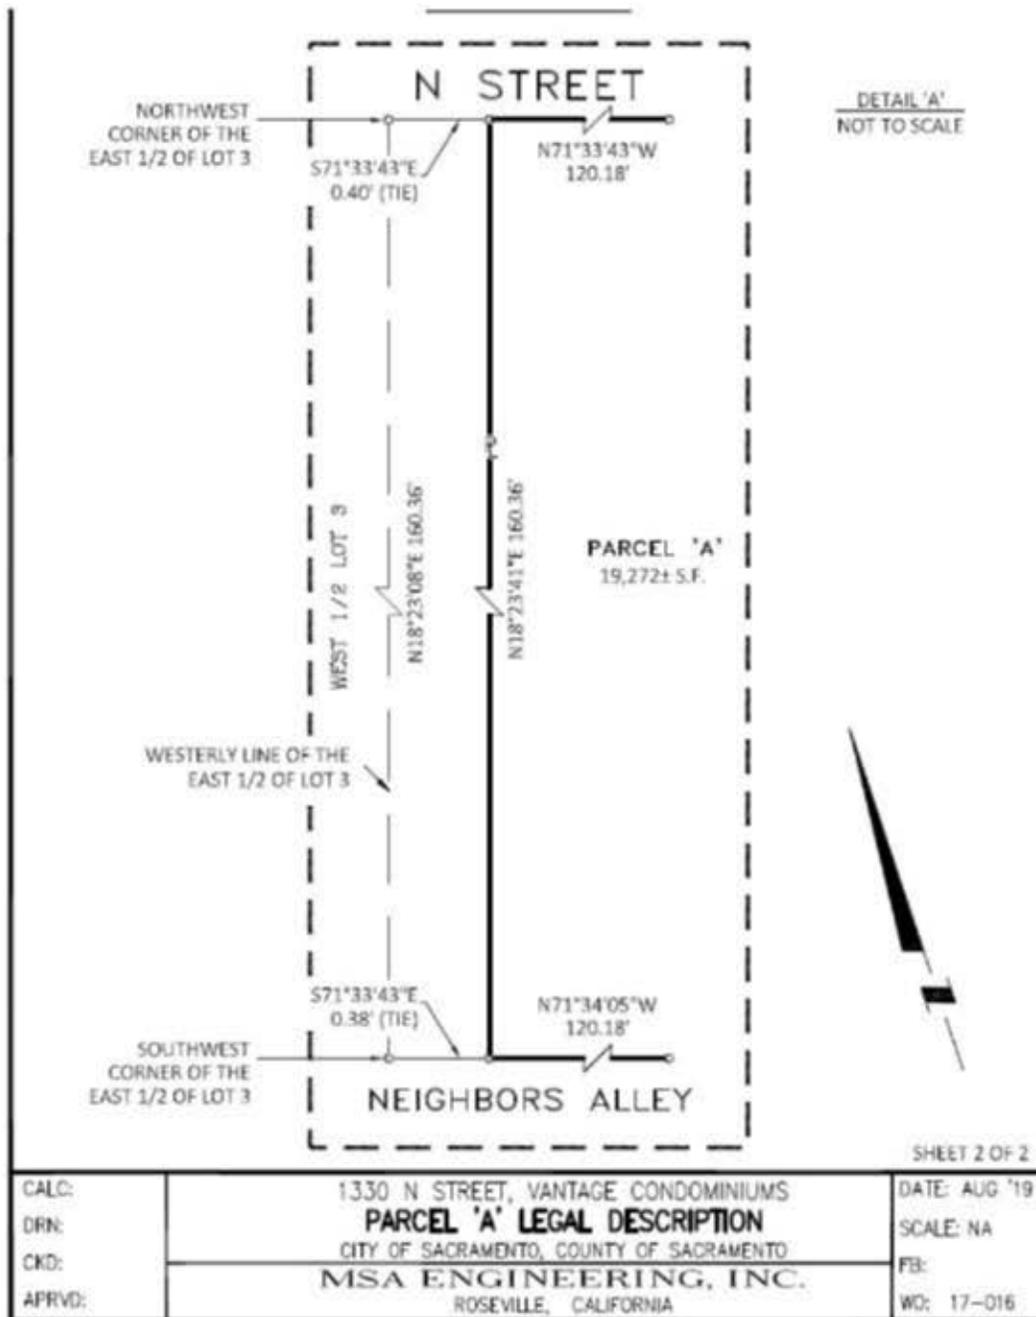 N STREET
DETAIL 'A'
NOT TO SCALE
NORTHWEST
CORNER OF THE
EAST 1/2 OF LOT 3
S71°33'43"E
0.40' (TIE)
N71°33'43"W
120.18'
WEST 1/2 LOT 3
N18°23'08"E 160.36'
N18°23'41"E 160.36'
PARCEL 'A'
19,272± S.F.
WESTERLY LINE OF THE
EAST 1/2 OF LOT 3
S71°33'43"E
0.38' (TIE)
N71°34'05"W
120.18'
SOUTHWEST
CORNER OF THE
EAST 1/2 OF LOT 3
NEIGHBORS ALLEY
SHEET 2 OF 2
CALC:
DRN:
CKD:
APRVD:
1330 N STREET, VANTAGE CONDOMINIUMS
PARCEL 'A' LEGAL DESCRIPTION
CITY OF SACRAMENTO, COUNTY OF SACRAMENTO
MSA ENGINEERING, INC.
ROSEVILLE, CALIFORNIA
DATE: AUG '19
SCALE: NA
FB:
WO: 17-016